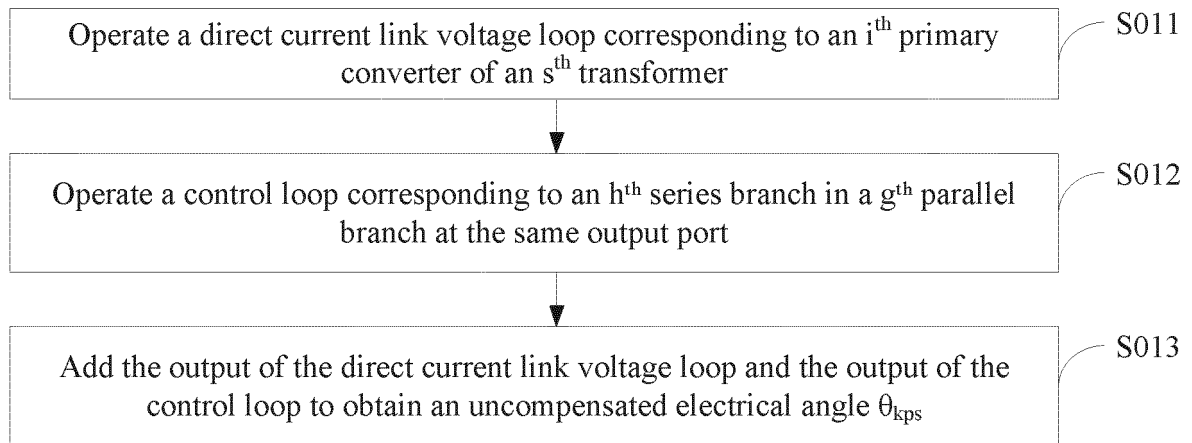 Operate a direct current link voltage loop corresponding to an iᵗʰ primary
converter of an sᵗʰ transformer
S011
Operate a control loop corresponding to an hᵗʰ series branch in a gᵗʰ parallel
branch at the same output port
S012
Add the output of the direct current link voltage loop and the output of the
control loop to obtain an uncompensated electrical angle θₖₚₛ
S013